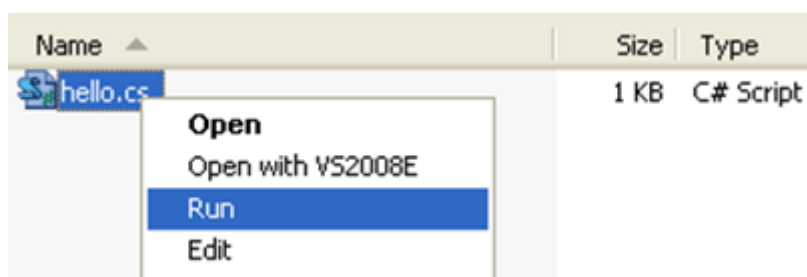 Name Size Type
hello.cs 1 KB C# Script
Open
Open with VS2008E
Run
Edit